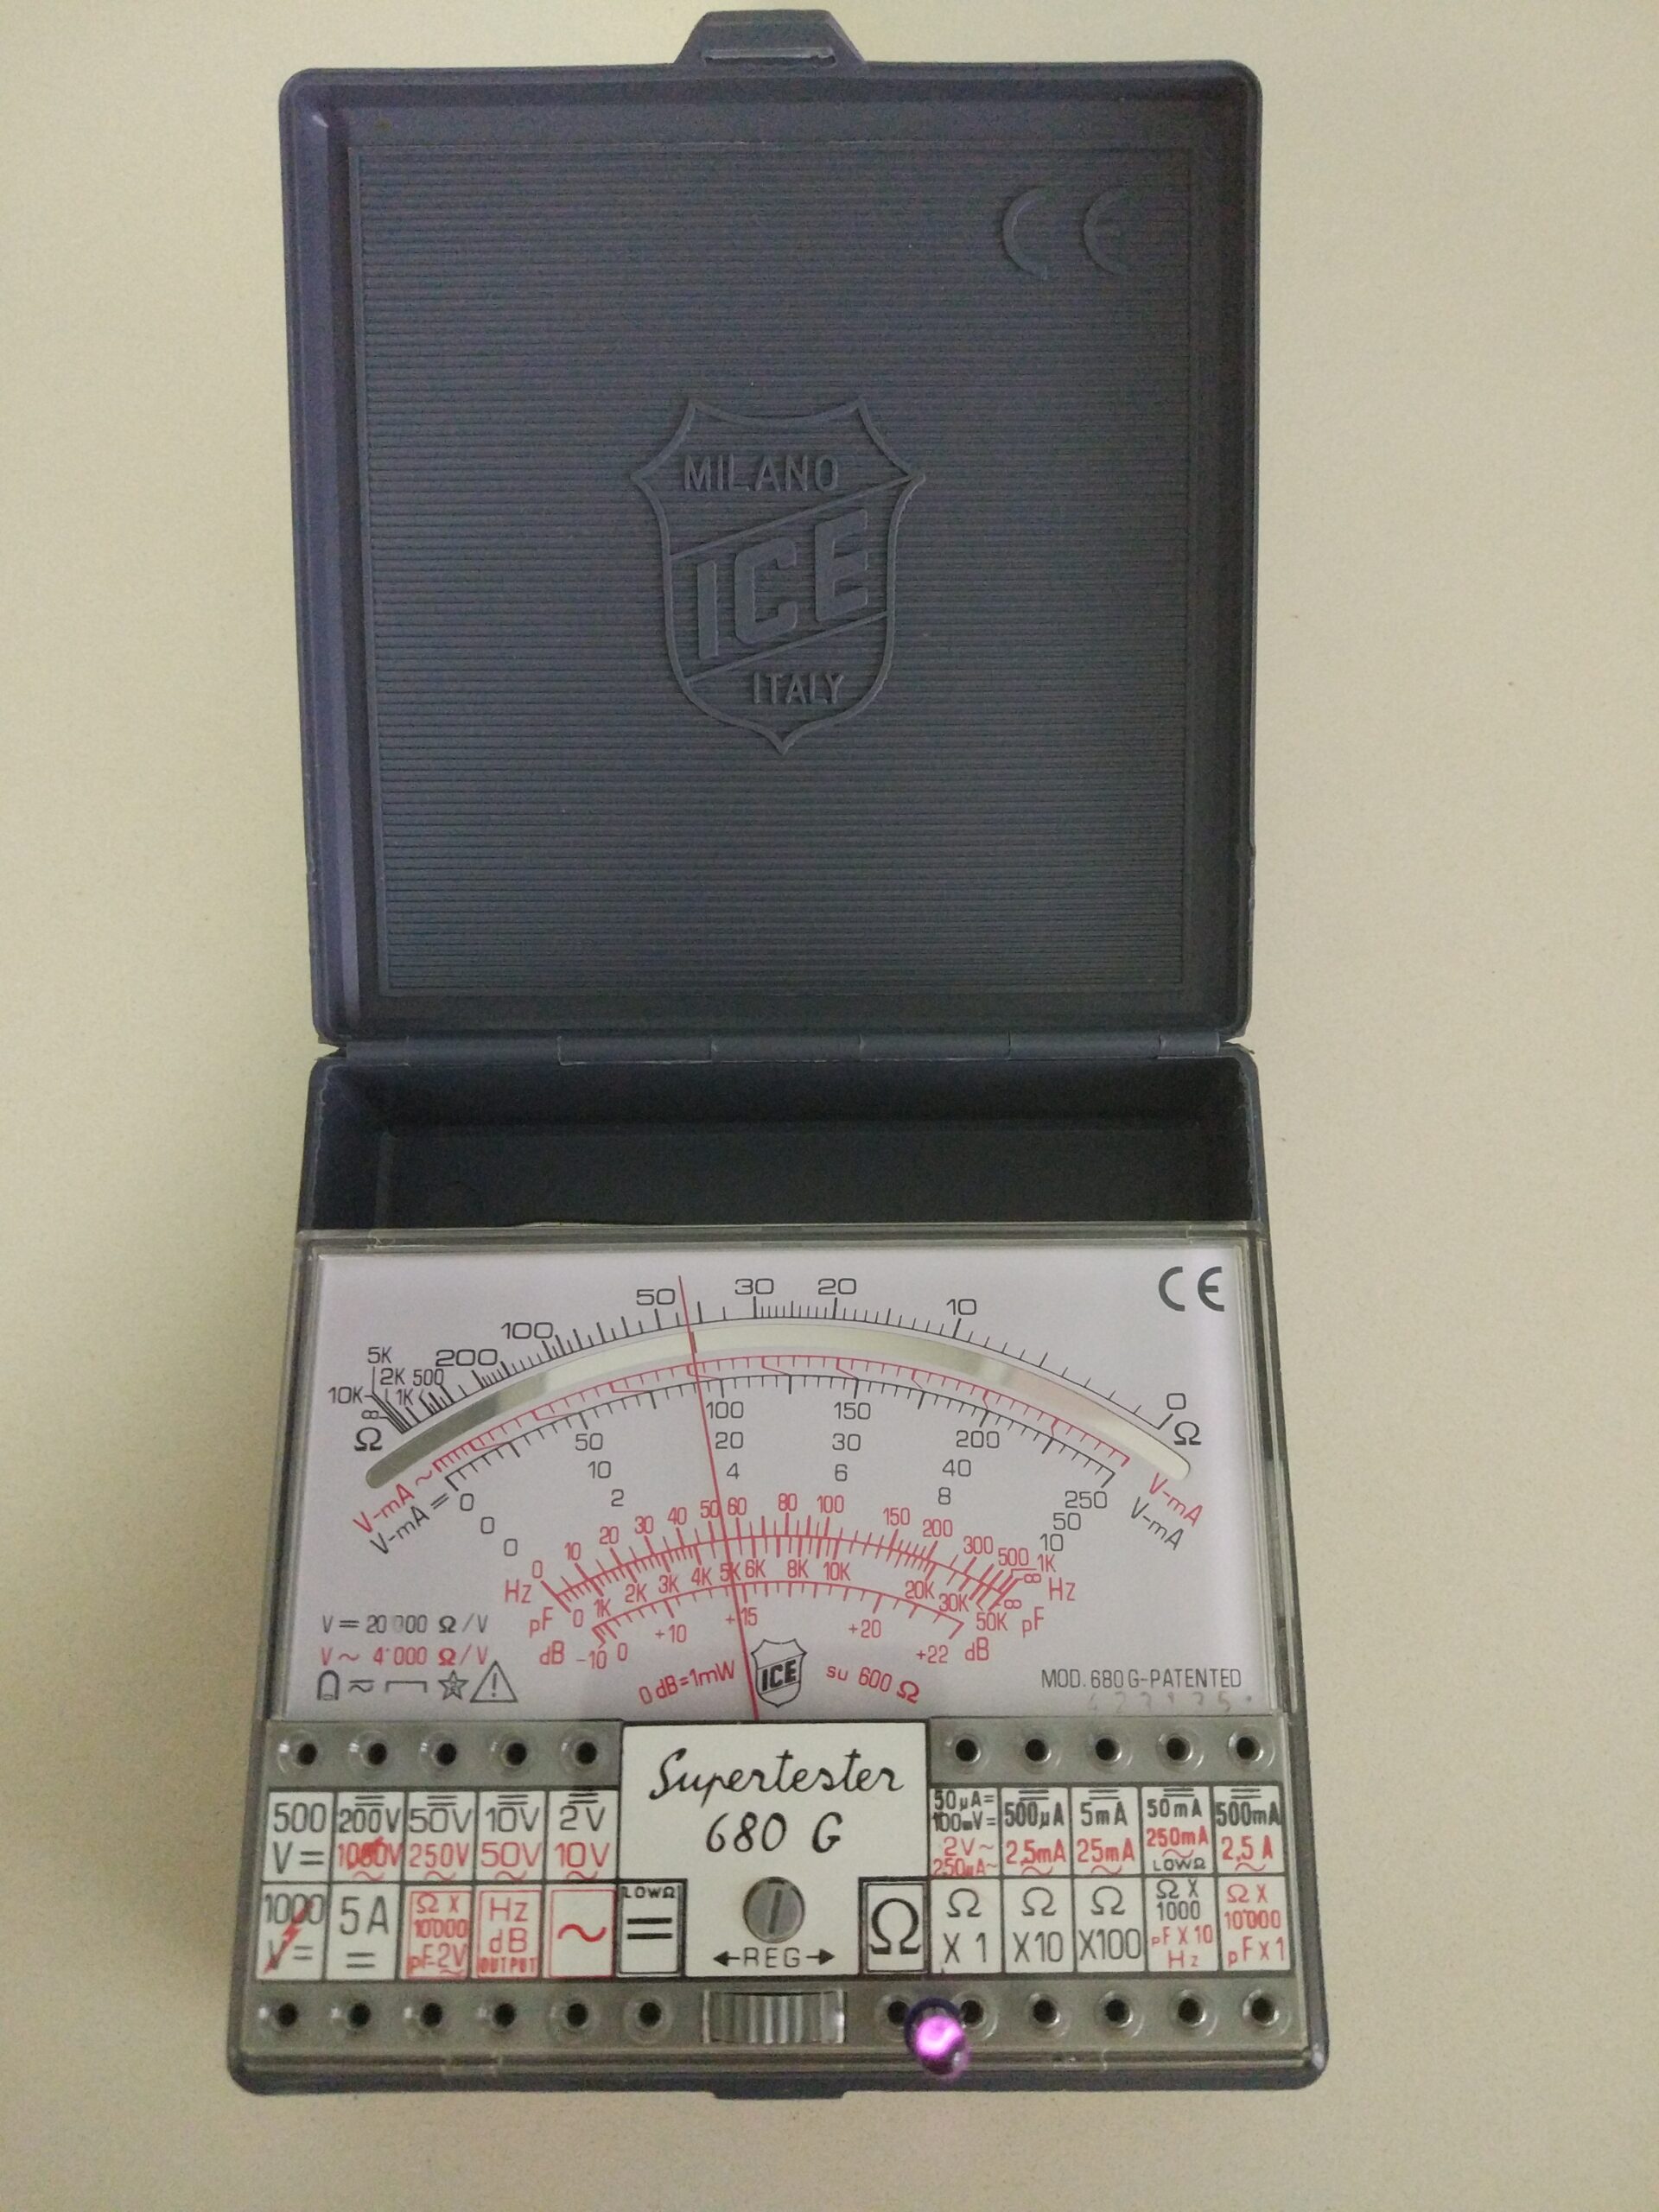 CE
MILANO
ICE
ITALY
CE
50 30 20 10
100
200
5K
2K 500
10K 1K
∞ 0
Ω Ω
100 150
50 20 30 200
10 4 6 40
2 8 250
0 50
0 10
0
V-mA ~ V-mA
V-mA = V-mA
0 10 20 30 40 50 60 80 100 150 200 300 500 1K ∞
Hz Hz
0 1K 2K 3K 4K 5K 6K 8K 10K 20K 30K 50K ∞
pF pF
-10 0 +10 +15 +20 +22
dB dB
V = 20 000 Ω/V
V ~ 4'000 Ω/V
0 dB=1mW ICE su 600 Ω
MOD. 680 G-PATENTED
Supertester
680 G
←REG→
500 V=
200V 1000V ~
50V 250V ~
10V 50V ~
2V 10V ~
50µA= 100mV= 2V~ 250µA~
500µA 2,5mA ~
5mA 25mA ~
50mA 250mA LOWΩ
500mA 2,5 A ~
1000 V=
5A =
Ω X 10'000 pF-2V
Hz dB OUTPUT
~
LOWΩ =
Ω
Ω X 1
Ω X10
Ω X100
Ω X 1000 pF X 10 Hz
Ω X 10'000 pF X 1